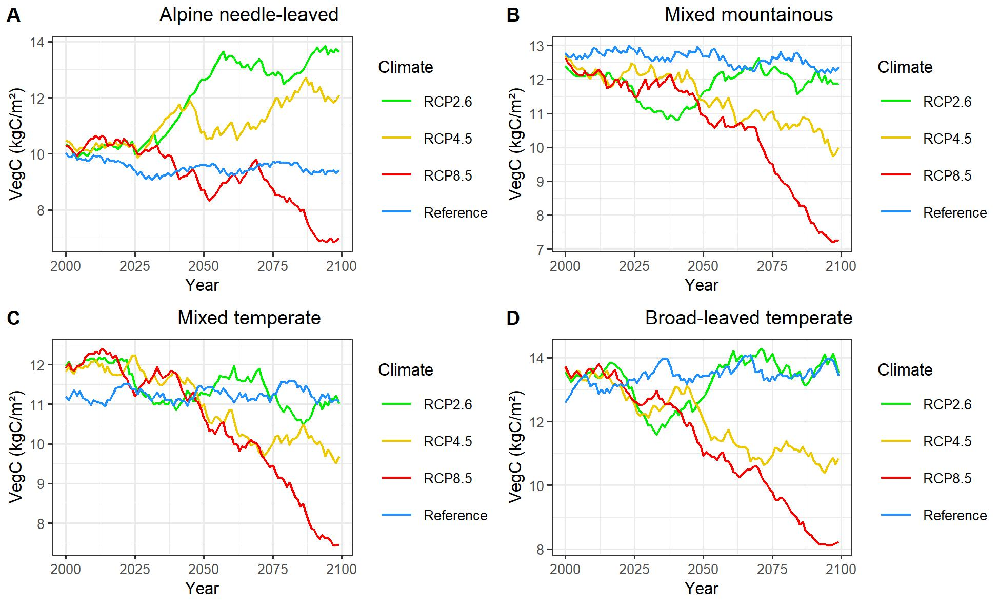 A
Alpine needle-leaved
VegC (kgC/m²)
14
12
10
8
2000 2025 2050 2075 2100
Year
Climate
RCP2.6
RCP4.5
RCP8.5
Reference
B
Mixed mountainous
VegC (kgC/m²)
13
12
11
10
9
8
7
2000 2025 2050 2075 2100
Year
Climate
RCP2.6
RCP4.5
RCP8.5
Reference
C
Mixed temperate
VegC (kgC/m²)
12
11
10
9
8
2000 2025 2050 2075 2100
Year
Climate
RCP2.6
RCP4.5
RCP8.5
Reference
D
Broad-leaved temperate
VegC (kgC/m²)
14
12
10
8
2000 2025 2050 2075 2100
Year
Climate
RCP2.6
RCP4.5
RCP8.5
Reference